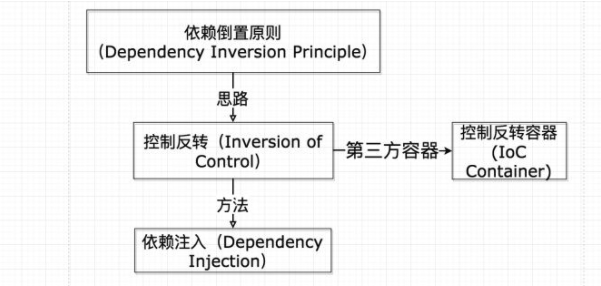 依赖倒置原则
（Dependency Inversion Principle）
思路
控制反转（Inversion of
Control）
第三方容器
控制反转容器
(IoC
Container)
方法
依赖注入（Dependency
Injection）